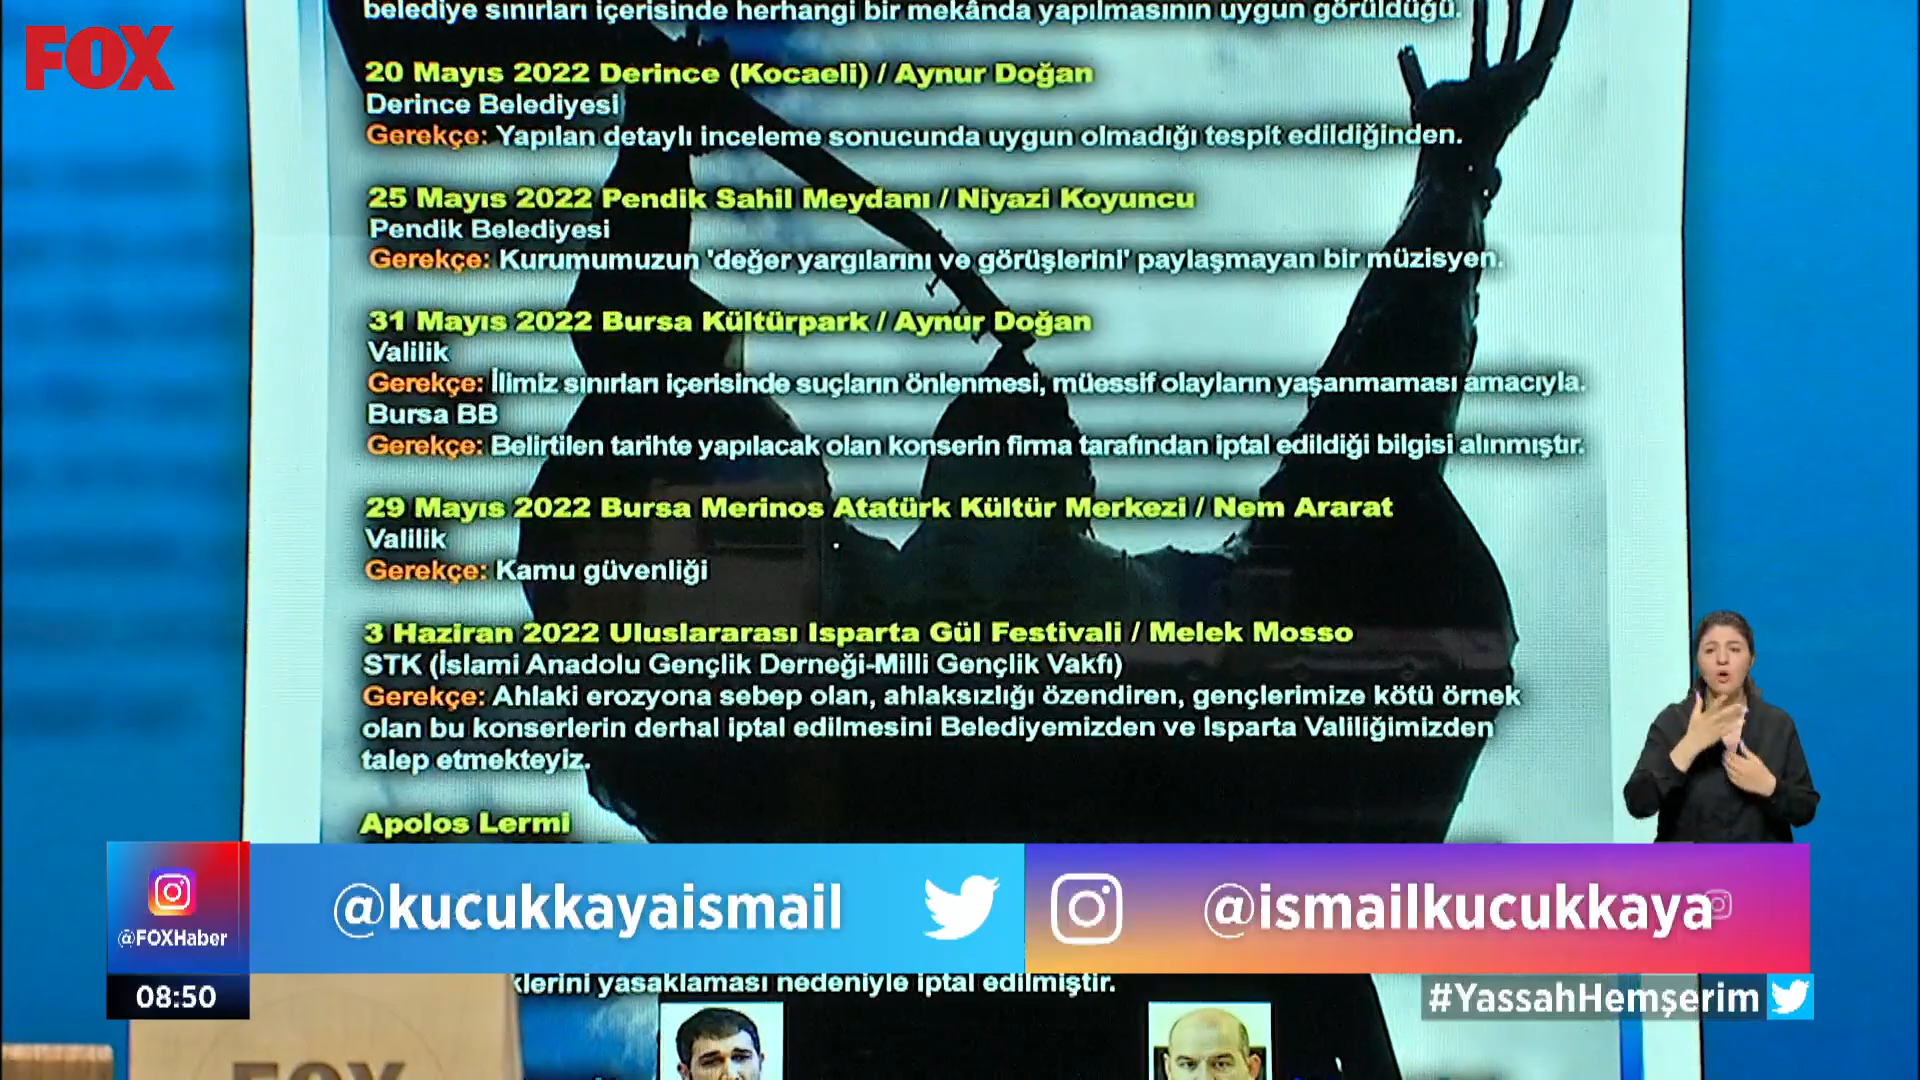 FOX
belediye sınırları içerisinde herhangi bir mekânda yapılmasının uygun görüldüğü.
20 Mayıs 2022 Derince (Kocaeli) / Aynur Doğan
Derince Belediyesi
Gerekçe: Yapılan detaylı inceleme sonucunda uygun olmadığı tespit edildiğinden.
25 Mayıs 2022 Pendik Sahil Meydanı / Niyazi Koyuncu
Pendik Belediyesi
Gerekçe: Kurumumuzun 'değer yargılarını ve görüşlerini' paylaşmayan bir müzisyen.
31 Mayıs 2022 Bursa Kültürpark / Aynur Doğan
Valilik
Gerekçe: İlimiz sınırları içerisinde suçların önlenmesi, müessif olayların yaşanmaması amacıyla.
Bursa BB
Gerekçe: Belirtilen tarihte yapılacak olan konserin firma tarafından iptal edildiği bilgisi alınmıştır.
29 Mayıs 2022 Bursa Merinos Atatürk Kültür Merkezi / Nem Ararat
Valilik
Gerekçe: Kamu güvenliği
3 Haziran 2022 Uluslararası Isparta Gül Festivali / Melek Mosso
STK (İslami Anadolu Gençlik Derneği-Milli Gençlik Vakfı)
Gerekçe: Ahlaki erozyona sebep olan, ahlaksızlığı özendiren, gençlerimize kötü örnek
olan bu konserlerin derhal iptal edilmesini Belediyemizden ve Isparta Valiliğimizden
talep etmekteyiz.
Apolos Lermi
@FOXHaber
@kucukkayaismail
@ismailkucukkaya
klerini yasaklaması nedeniyle iptal edilmiştir.
08:50
#YassahHemşerim
FOX